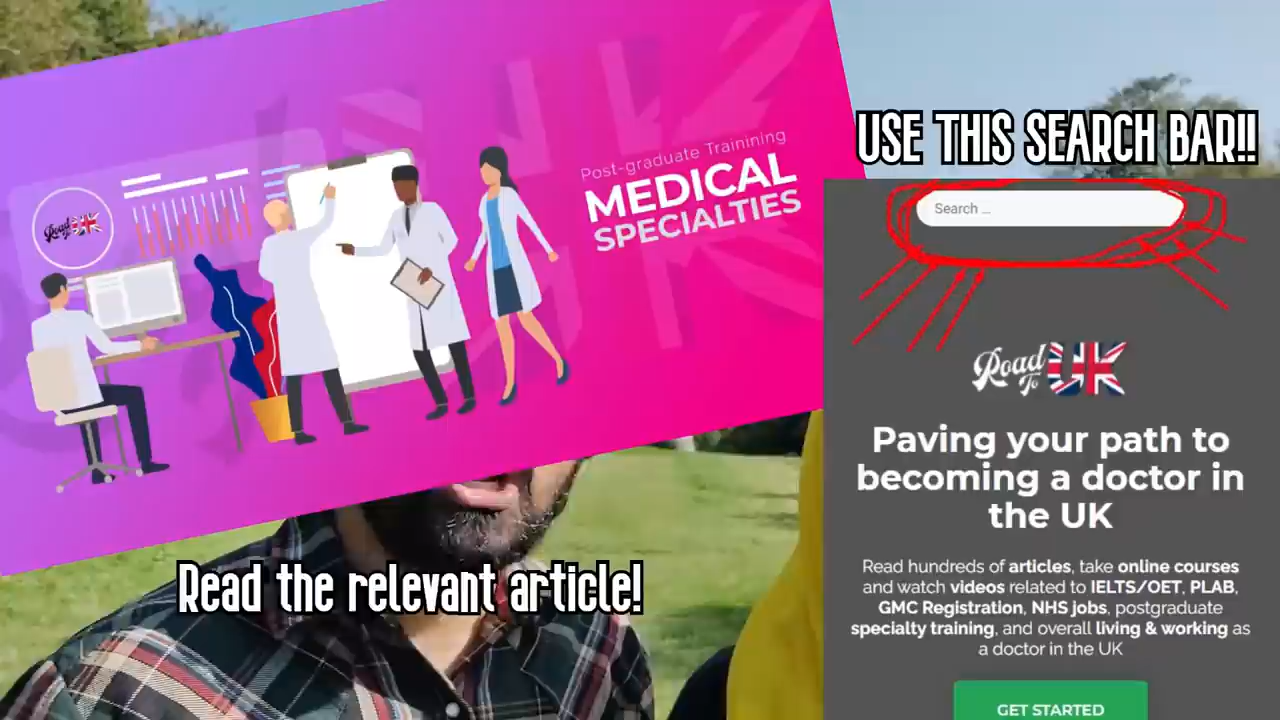 Post-graduate Trainining
MEDICAL
SPECIALTIES
Road To UK
Read the relevant article!
USE THIS SEARCH BAR!!
Search ...
Road To UK
Paving your path to
becoming a doctor in
the UK
Read hundreds of articles, take online courses
and watch videos related to IELTS/OET, PLAB,
GMC Registration, NHS jobs, postgraduate
specialty training, and overall living & working as
a doctor in the UK
GET STARTED